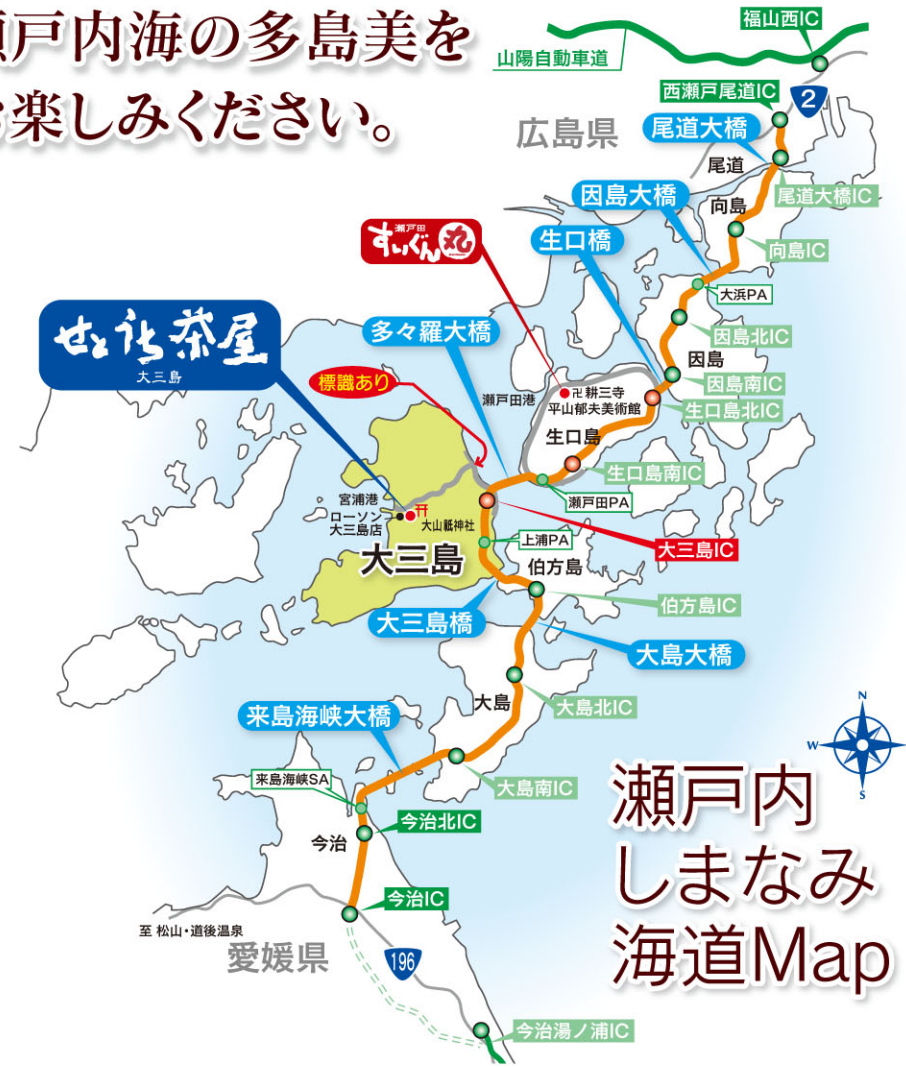 戸内海の多島美を
楽しみください。
福山西IC
山陽自動車道
西瀬戸尾道IC
2
広島県
尾道大橋
尾道
尾道大橋IC
因島大橋
向島
向島IC
瀬戸田
すいぐん丸
生口橋
大浜PA
因島北IC
せとうち茶屋
大三島
多々羅大橋
因島
因島南IC
標識あり
瀬戸田港
卍耕三寺
平山郁夫美術館
生口島北IC
生口島
生口島南IC
瀬戸田PA
宮浦港
ローソン
大三島店
大山祇神社
上浦PA
大三島IC
大三島
伯方島
伯方島IC
大三島橋
大島大橋
大島
大島北IC
来島海峡大橋
N
W
S
来島海峡SA
大島南IC
瀬戸内
しまなみ
海道Map
今治北IC
今治
今治IC
至 松山・道後温泉
愛媛県
196
今治湯ノ浦IC